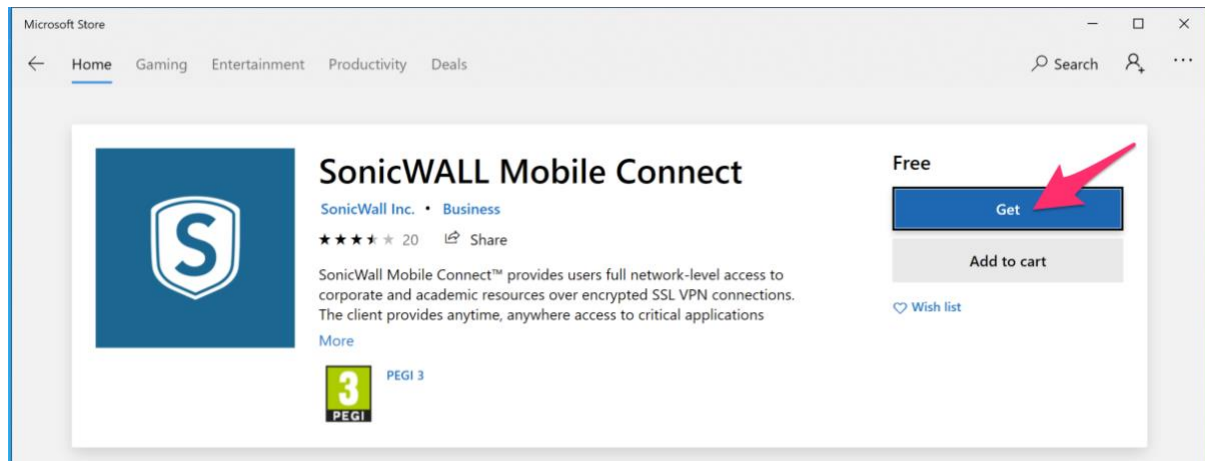 Microsoft Store
Home Gaming Entertainment Productivity Deals Search
S
SonicWALL Mobile Connect
SonicWall Inc. • Business
20 Share
SonicWall Mobile Connect™ provides users full network-level access to
corporate and academic resources over encrypted SSL VPN connections.
The client provides anytime, anywhere access to critical applications
More
3
PEGI
PEGI 3
Free
Get
Add to cart
Wish list